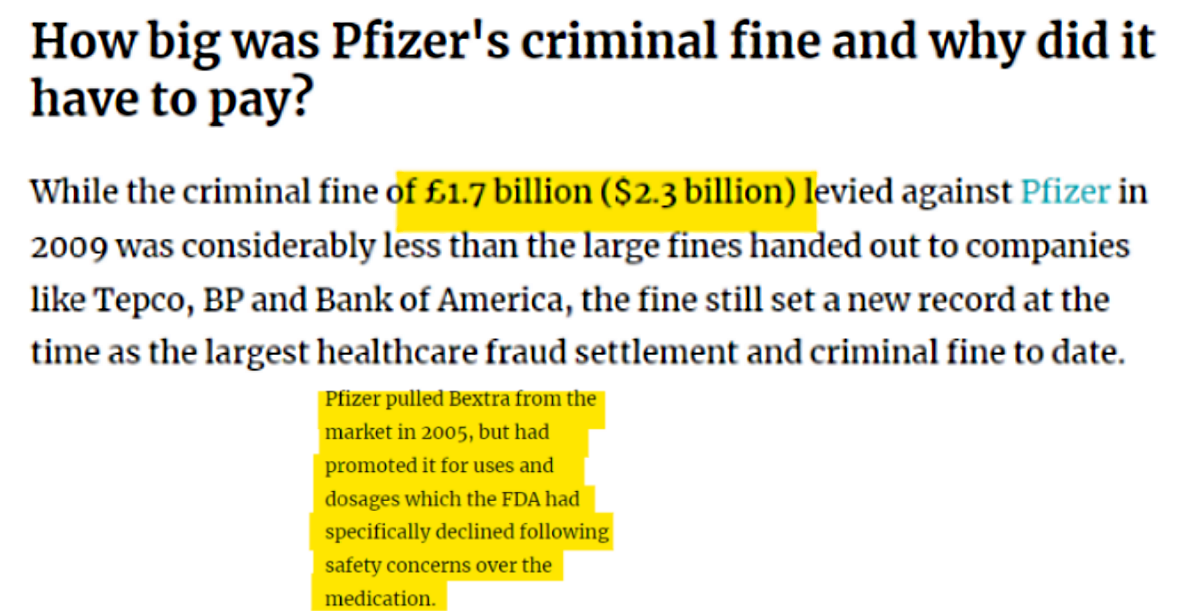 How big was Pfizer's criminal fine and why did it
have to pay?
While the criminal fine of £1.7 billion ($2.3 billion) levied against Pfizer in
2009 was considerably less than the large fines handed out to companies
like Tepco, BP and Bank of America, the fine still set a new record at the
time as the largest healthcare fraud settlement and criminal fine to date.
Pfizer pulled Bextra from the
market in 2005, but had
promoted it for uses and
dosages which the FDA had
specifically declined following
safety concerns over the
medication.